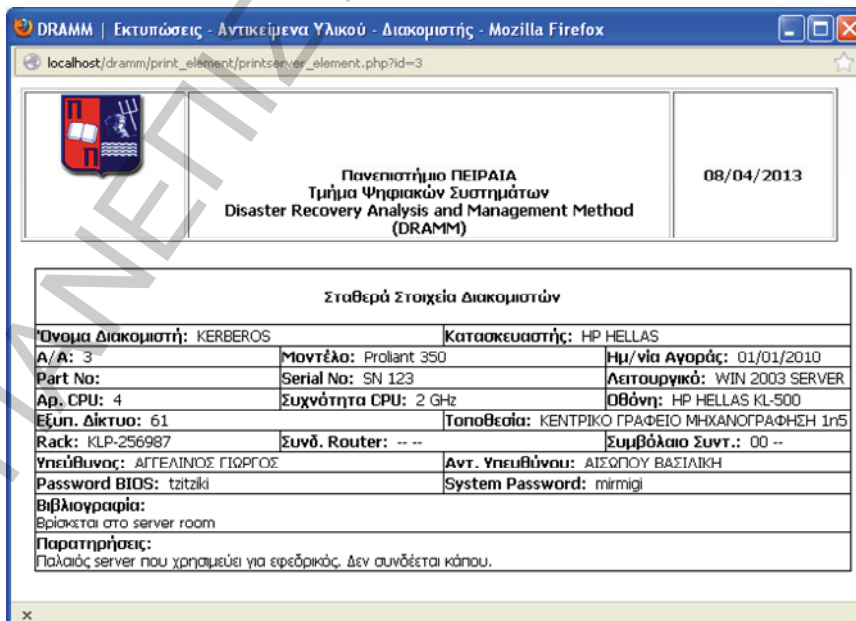 DRAMM | Εκτυπώσεις - Αντικείμενα Υλικού - Διακομιστής - Mozilla Firefox
localhost/dramm/print_element/printserver_element.php?id=3
Π
Π
Πανεπιστήμιο ΠΕΙΡΑΙΑ
Τμήμα Ψηφιακών Συστημάτων
Disaster Recovery Analysis and Management Method
(DRAMM)
08/04/2013
Σταθερά Στοιχεία Διακομιστών
Όνομα Διακομιστή: KERBEROS Κατασκευαστής: HP HELLAS
Α/Α: 3 Μοντέλο: Proliant 350 Ημ/νία Αγοράς: 01/01/2010
Part No: Serial No: SN 123 Λειτουργικό: WIN 2003 SERVER
Αρ. CPU: 4 Συχνότητα CPU: 2 GHz Οθόνη: HP HELLAS KL-500
Εξυπ. Δίκτυο: 61 Τοποθεσία: ΚΕΝΤΡΙΚΟ ΓΡΑΦΕΙΟ ΜΗΧΑΝΟΓΡΑΦΗΣΗ 1n5
Rack: KLP-256987 Συνδ. Router: -- -- Συμβόλαιο Συντ.: 00 --
Υπεύθυνος: ΑΓΓΕΛΙΝΟΣ ΓΙΩΡΓΟΣ Αντ. Υπευθύνου: ΑΙΣΩΠΟΥ ΒΑΣΙΛΙΚΗ
Password BIOS: tzitziki System Password: mirmigi
Βιβλιογραφία:
Βρίσκεται στο server room
Παρατηρήσεις:
Παλαιός server που χρησιμεύει για εφεδρικός. Δεν συνδέεται κάπου.
x
ΠΑΝΕΠΙΣ